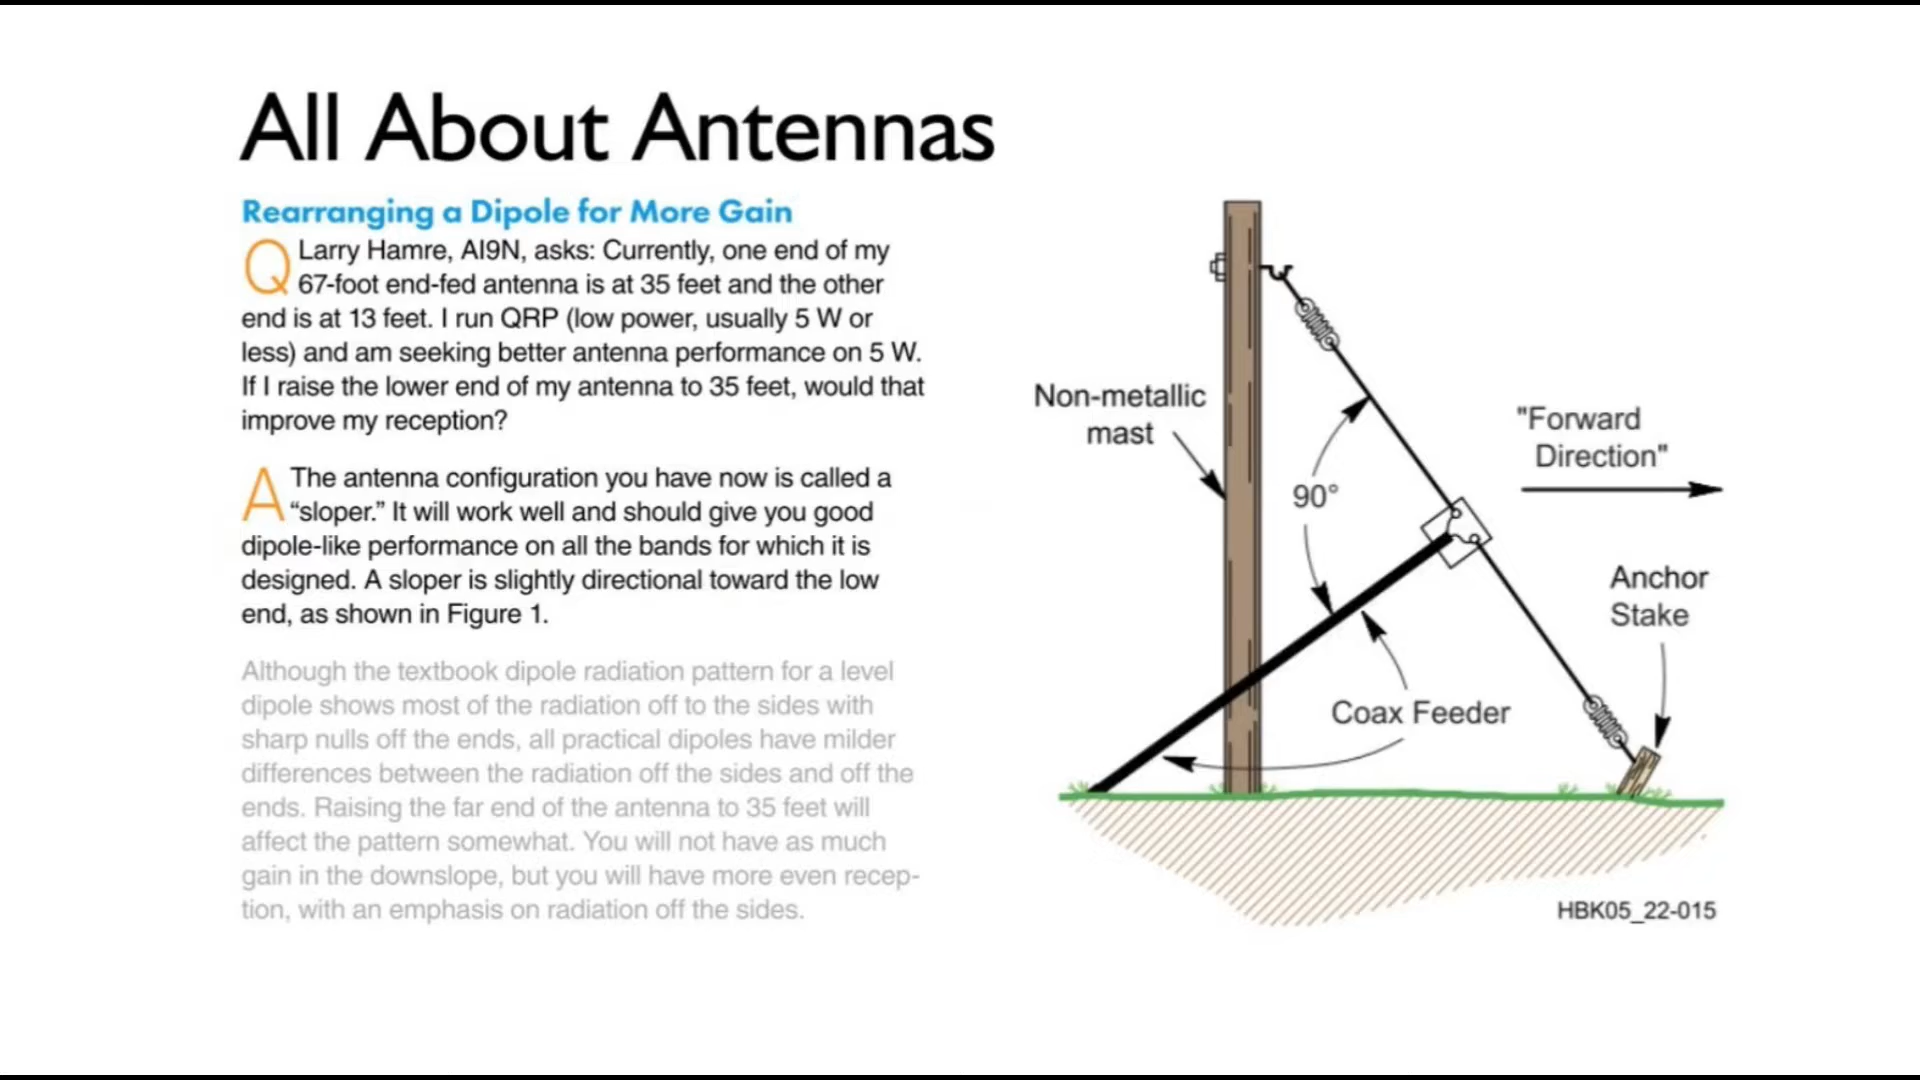 All About Antennas
Rearranging a Dipole for More Gain
Q Larry Hamre, AI9N, asks: Currently, one end of my
67-foot end-fed antenna is at 35 feet and the other
end is at 13 feet. I run QRP (low power, usually 5 W or
less) and am seeking better antenna performance on 5 W.
If I raise the lower end of my antenna to 35 feet, would that
improve my reception?
A The antenna configuration you have now is called a
“sloper.” It will work well and should give you good
dipole-like performance on all the bands for which it is
designed. A sloper is slightly directional toward the low
end, as shown in Figure 1.
Although the textbook dipole radiation pattern for a level
dipole shows most of the radiation off to the sides with
sharp nulls off the ends, all practical dipoles have milder
differences between the radiation off the sides and off the
ends. Raising the far end of the antenna to 35 feet will
affect the pattern somewhat. You will not have as much
gain in the downslope, but you will have more even recep-
tion, with an emphasis on radiation off the sides.
Non-metallic
mast
90°
"Forward
Direction"
Anchor
Stake
Coax Feeder
HBK05_22-015